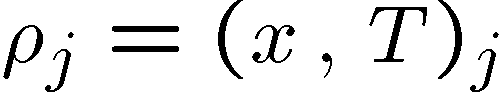 ρ_j = (x , T)_j